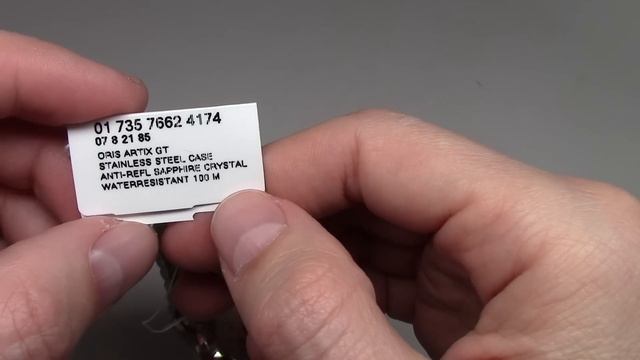 01 735 7662 4174
07 8 21 85
ORIS ARTIX GT
STAINLESS STEEL CASE
ANTI-REFL SAPPHIRE CRYSTAL
WATERRESISTANT 100 M